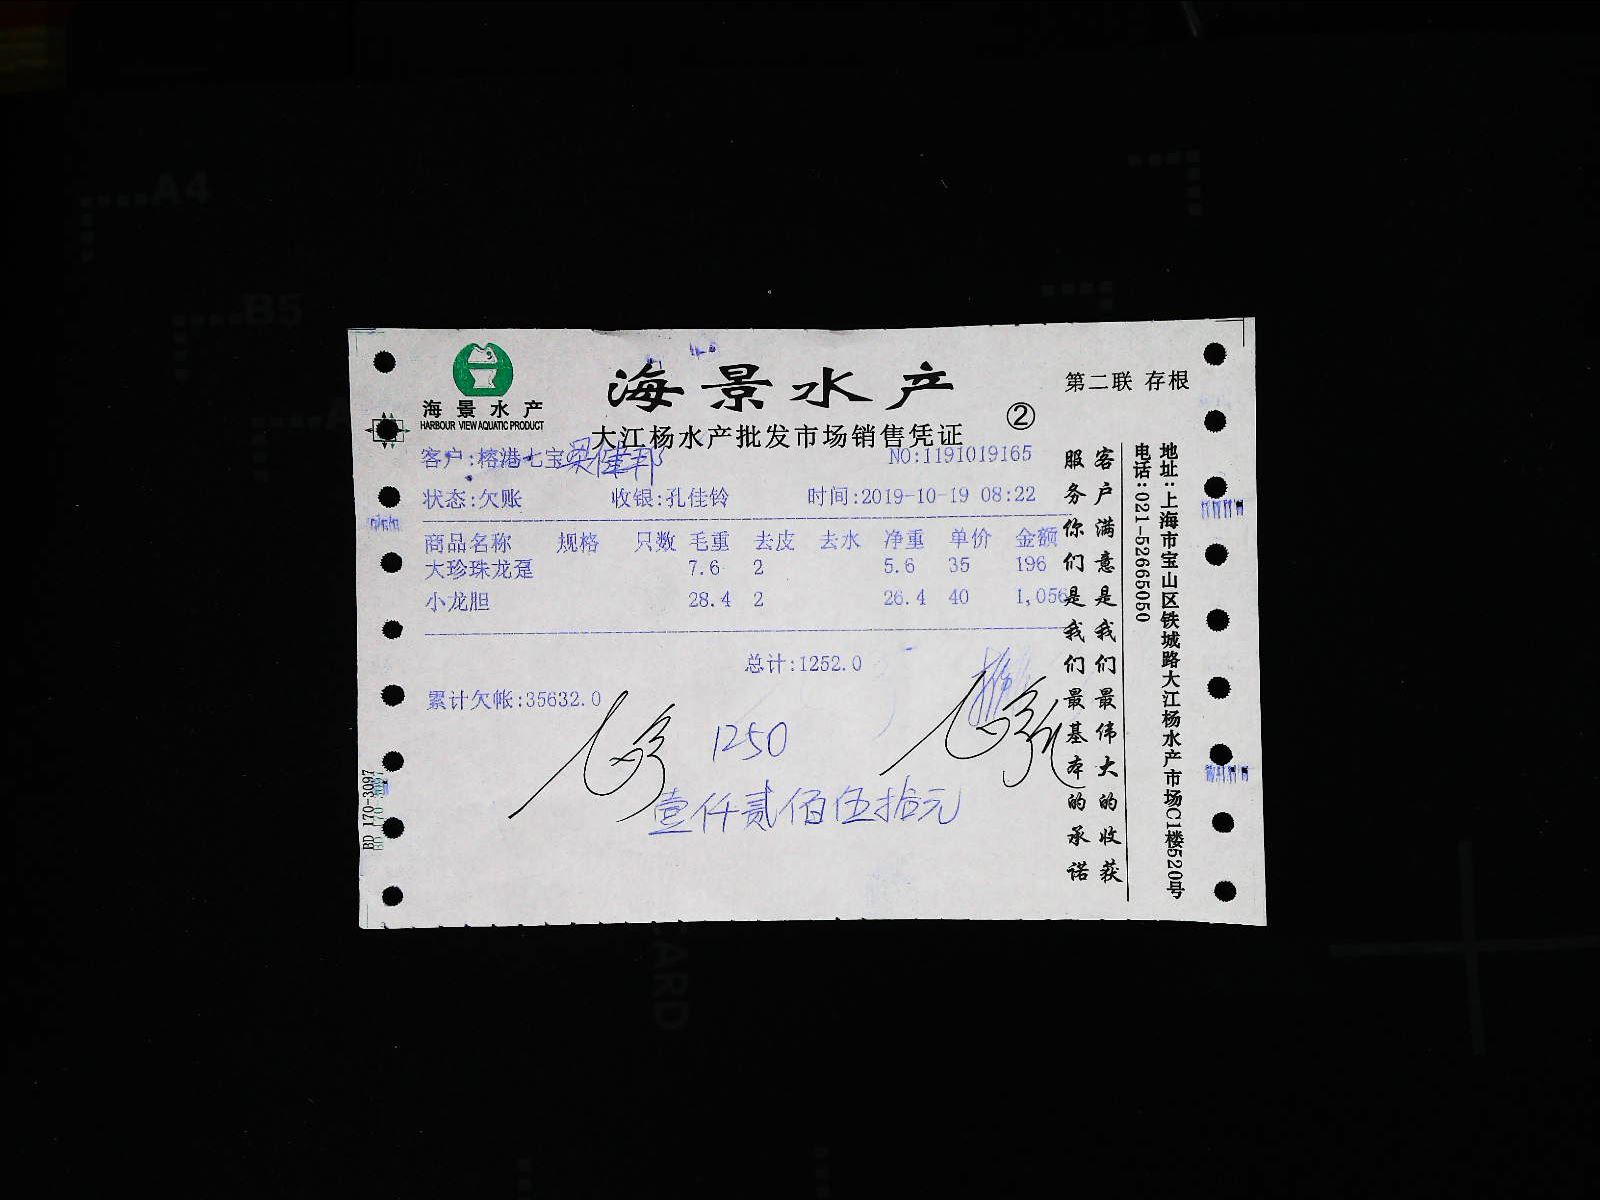 A4
B5
海景水产
HARBOUR VIEW AQUATIC PRODUCT
海景水产
第二联 存根
②
大江杨水产批发市场销售凭证
客户:榕港七宝梁健邦
NO:1191019165
状态:欠账 收银:孔佳铃 时间:2019-10-19 08:22
商品名称 规格 只数 毛重 去皮 去水 净重 单价 金额
大珍珠龙趸 7.6 2 5.6 35 196
小龙胆 28.4 2 26.4 40 1,056
总计:1252.0
累计欠帐:35632.0
1250
壹仟贰佰伍拾元
客户满意是我们最伟大的收获
服务你们是我们最基本的承诺
地址:上海市宝山区铁城路大江杨水产市场C1楼520号
电话:021-52665050
BD 170-3097
CARD